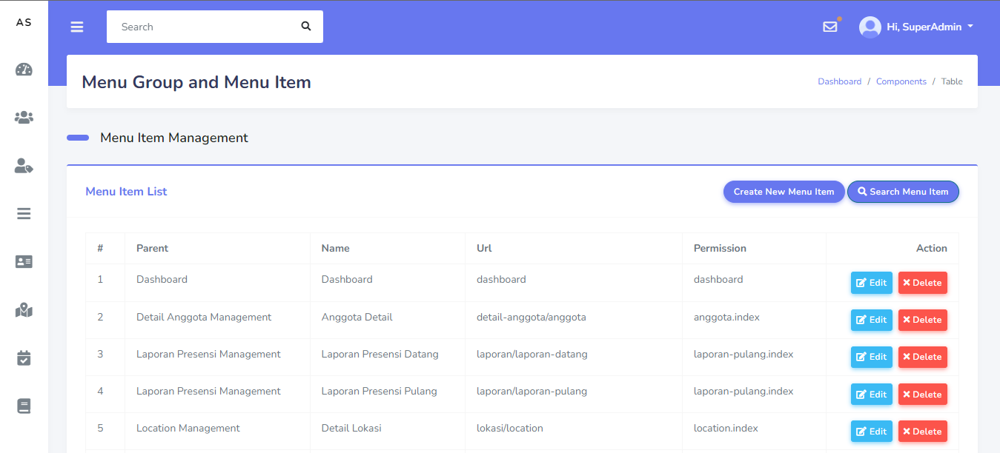 AS
Search
Hi, SuperAdmin
Menu Group and Menu Item
Dashboard / Components / Table
Menu Item Management
Menu Item List
Create New Menu Item
Search Menu Item
# Parent Name Url Permission Action
1 Dashboard Dashboard dashboard dashboard Edit Delete
2 Detail Anggota Management Anggota Detail detail-anggota/anggota anggota.index Edit Delete
3 Laporan Presensi Management Laporan Presensi Datang laporan/laporan-datang laporan-pulang.index Edit Delete
4 Laporan Presensi Management Laporan Presensi Pulang laporan/laporan-pulang laporan-pulang.index Edit Delete
5 Location Management Detail Lokasi lokasi/location location.index Edit Delete